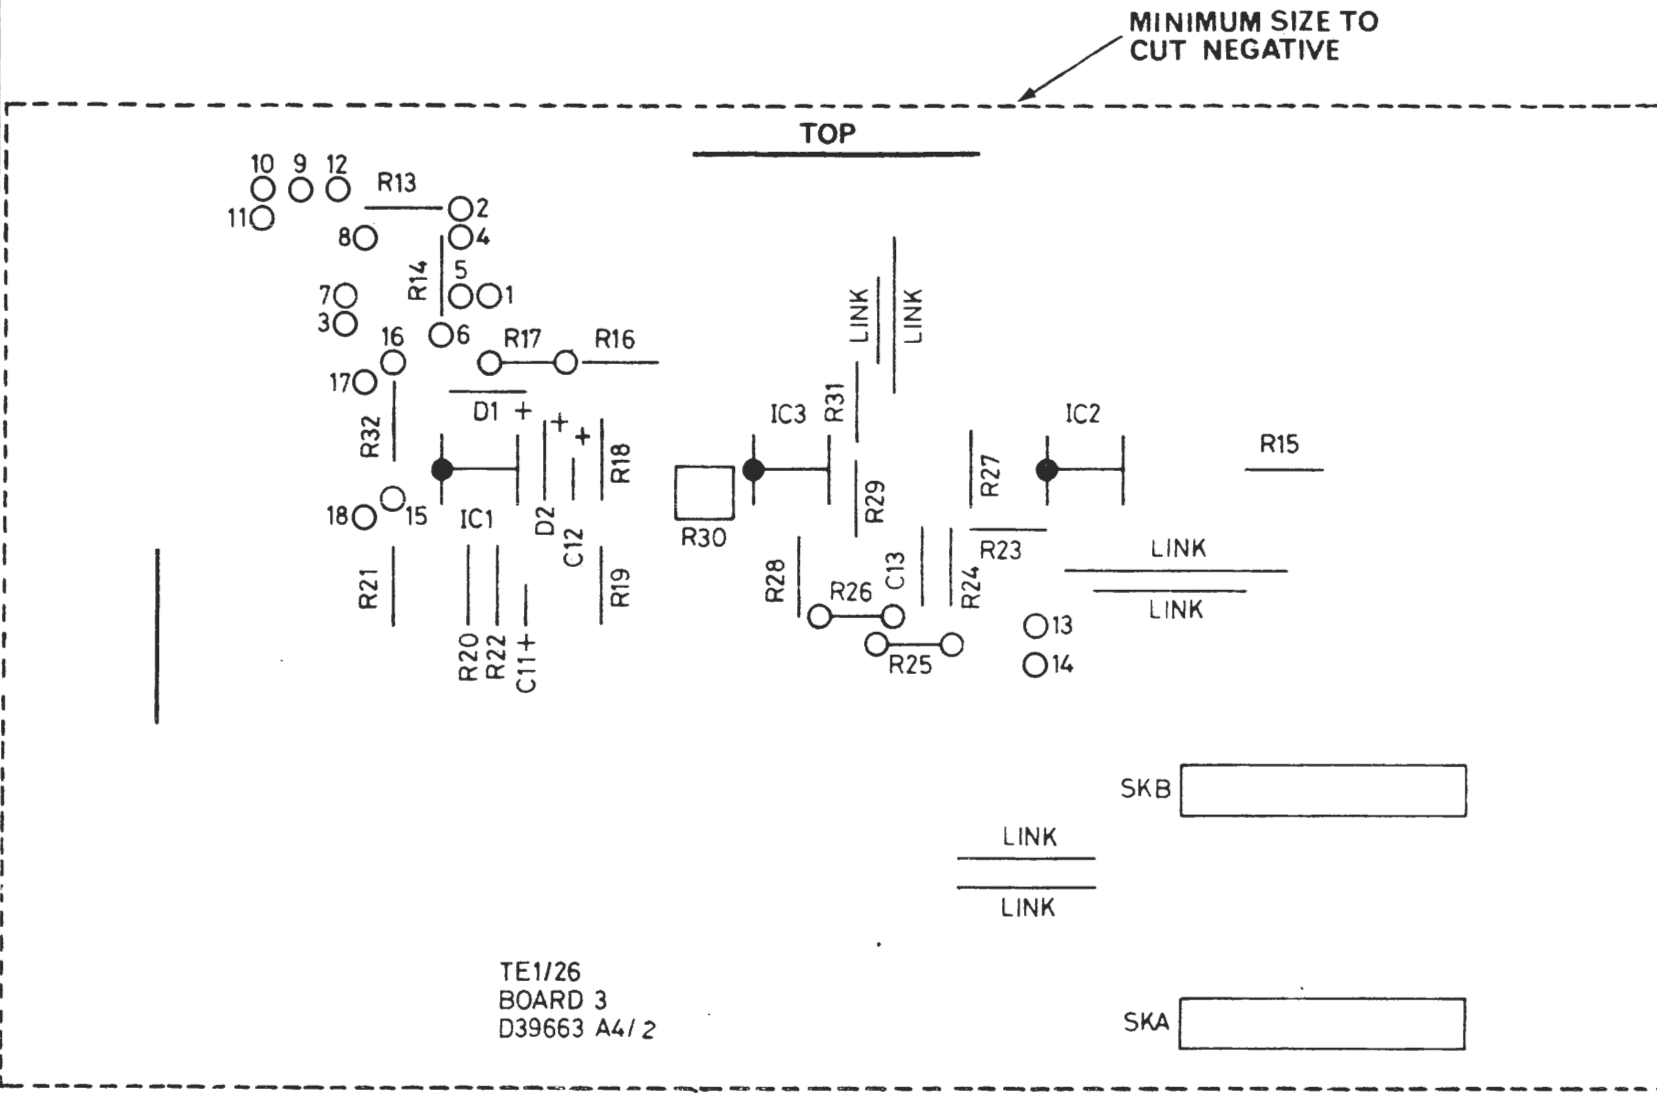 MINIMUM SIZE TO
CUT NEGATIVE
TOP
10 9 12
R13
11
2
8
4
R14
5
7
1
3
6
16
R17
R16
17
LINK
LINK
D1 +
+
+
R32
R18
IC3
R31
IC2
R15
R27
R29
18
15
IC1
D2
C12
R30
R23
LINK
R21
R19
R28
R26
C13
R24
LINK
13
R20
R22
C11+
R25
14
SKB
LINK
LINK
TE1/26
BOARD 3
D39663 A4/2
SKA